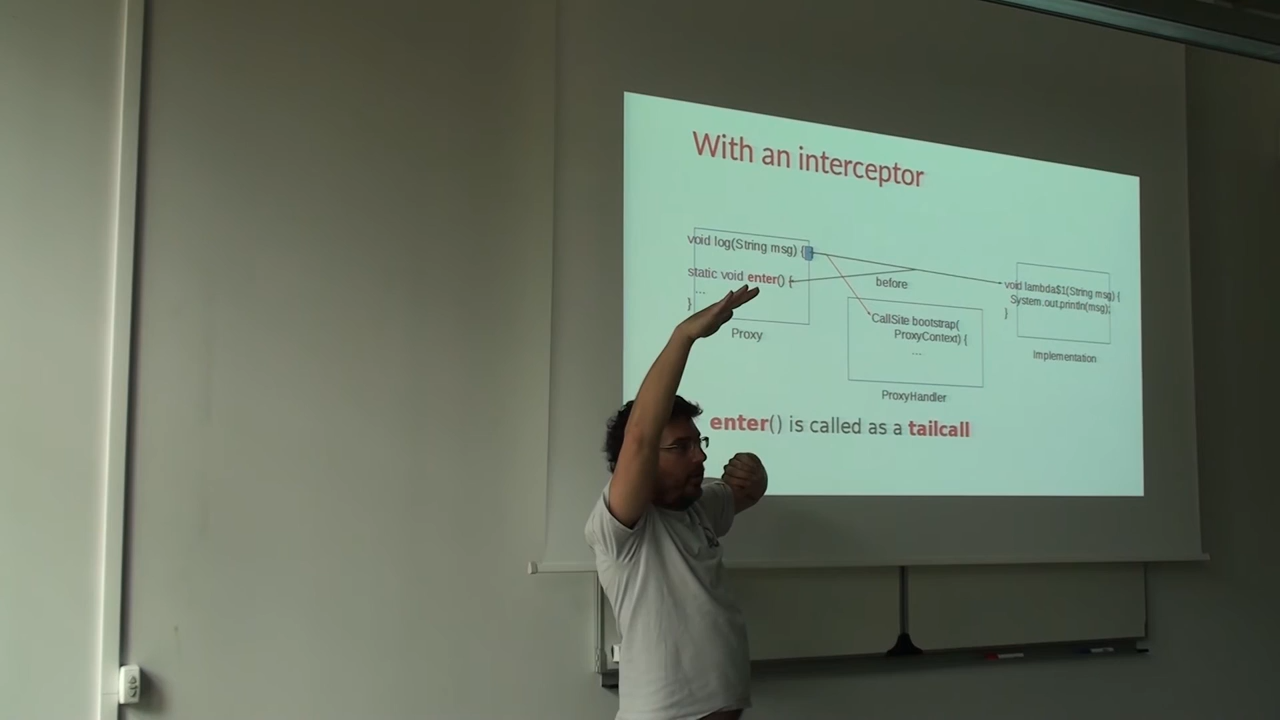 With an interceptor
void log(String msg) {
static void enter() {
...
}
Proxy
before
CallSite bootstrap(
ProxyContext) {
...
ProxyHandler
void lambda$1(String msg) {
System.out.println(msg);
}
Implementation
enter() is called as a tailcall